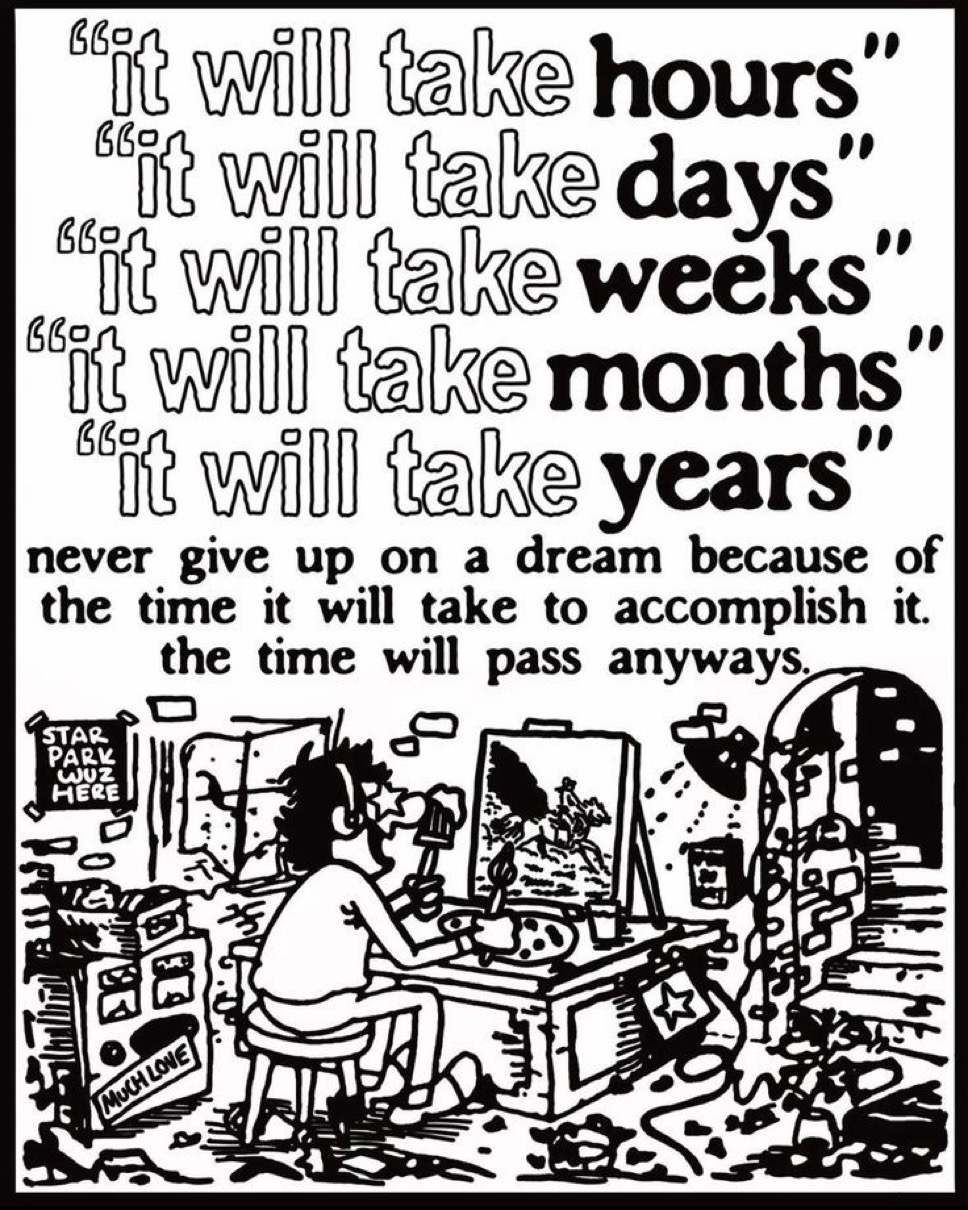 “it will take hours”
“it will take days”
“it will take weeks”
“it will take months”
“it will take years”
never give up on a dream because of
the time it will take to accomplish it.
the time will pass anyways.
STAR
PARK
WUZ
HERE
MUCH LOVE